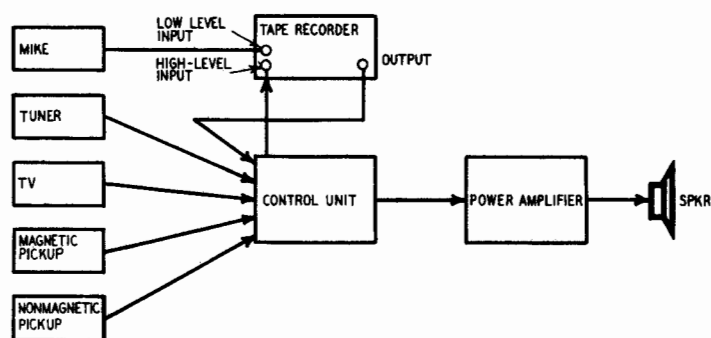 LOW LEVEL
INPUT
TAPE RECORDER
MIKE
HIGH-LEVEL
INPUT
OUTPUT
TUNER
TV
CONTROL UNIT
POWER AMPLIFIER
SPKR
MAGNETIC
PICKUP
NONMAGNETIC
PICKUP